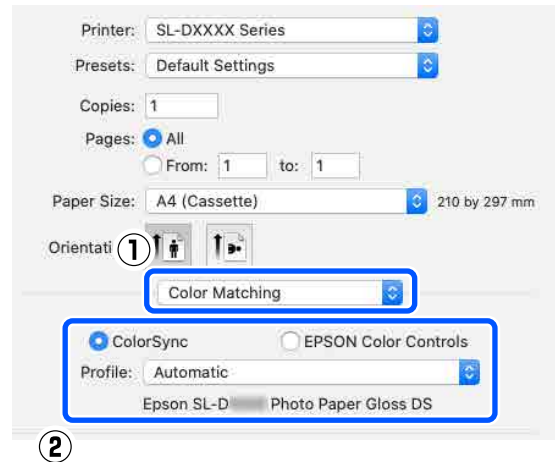 Printer: SL-DXXXX Series
Presets: Default Settings
Copies: 1
Pages: All
From: 1 to: 1
Paper Size: A4 (Cassette) 210 by 297 mm
Orientati
1
Color Matching
ColorSync EPSON Color Controls
Profile: Automatic
Epson SL-D Photo Paper Gloss DS
2